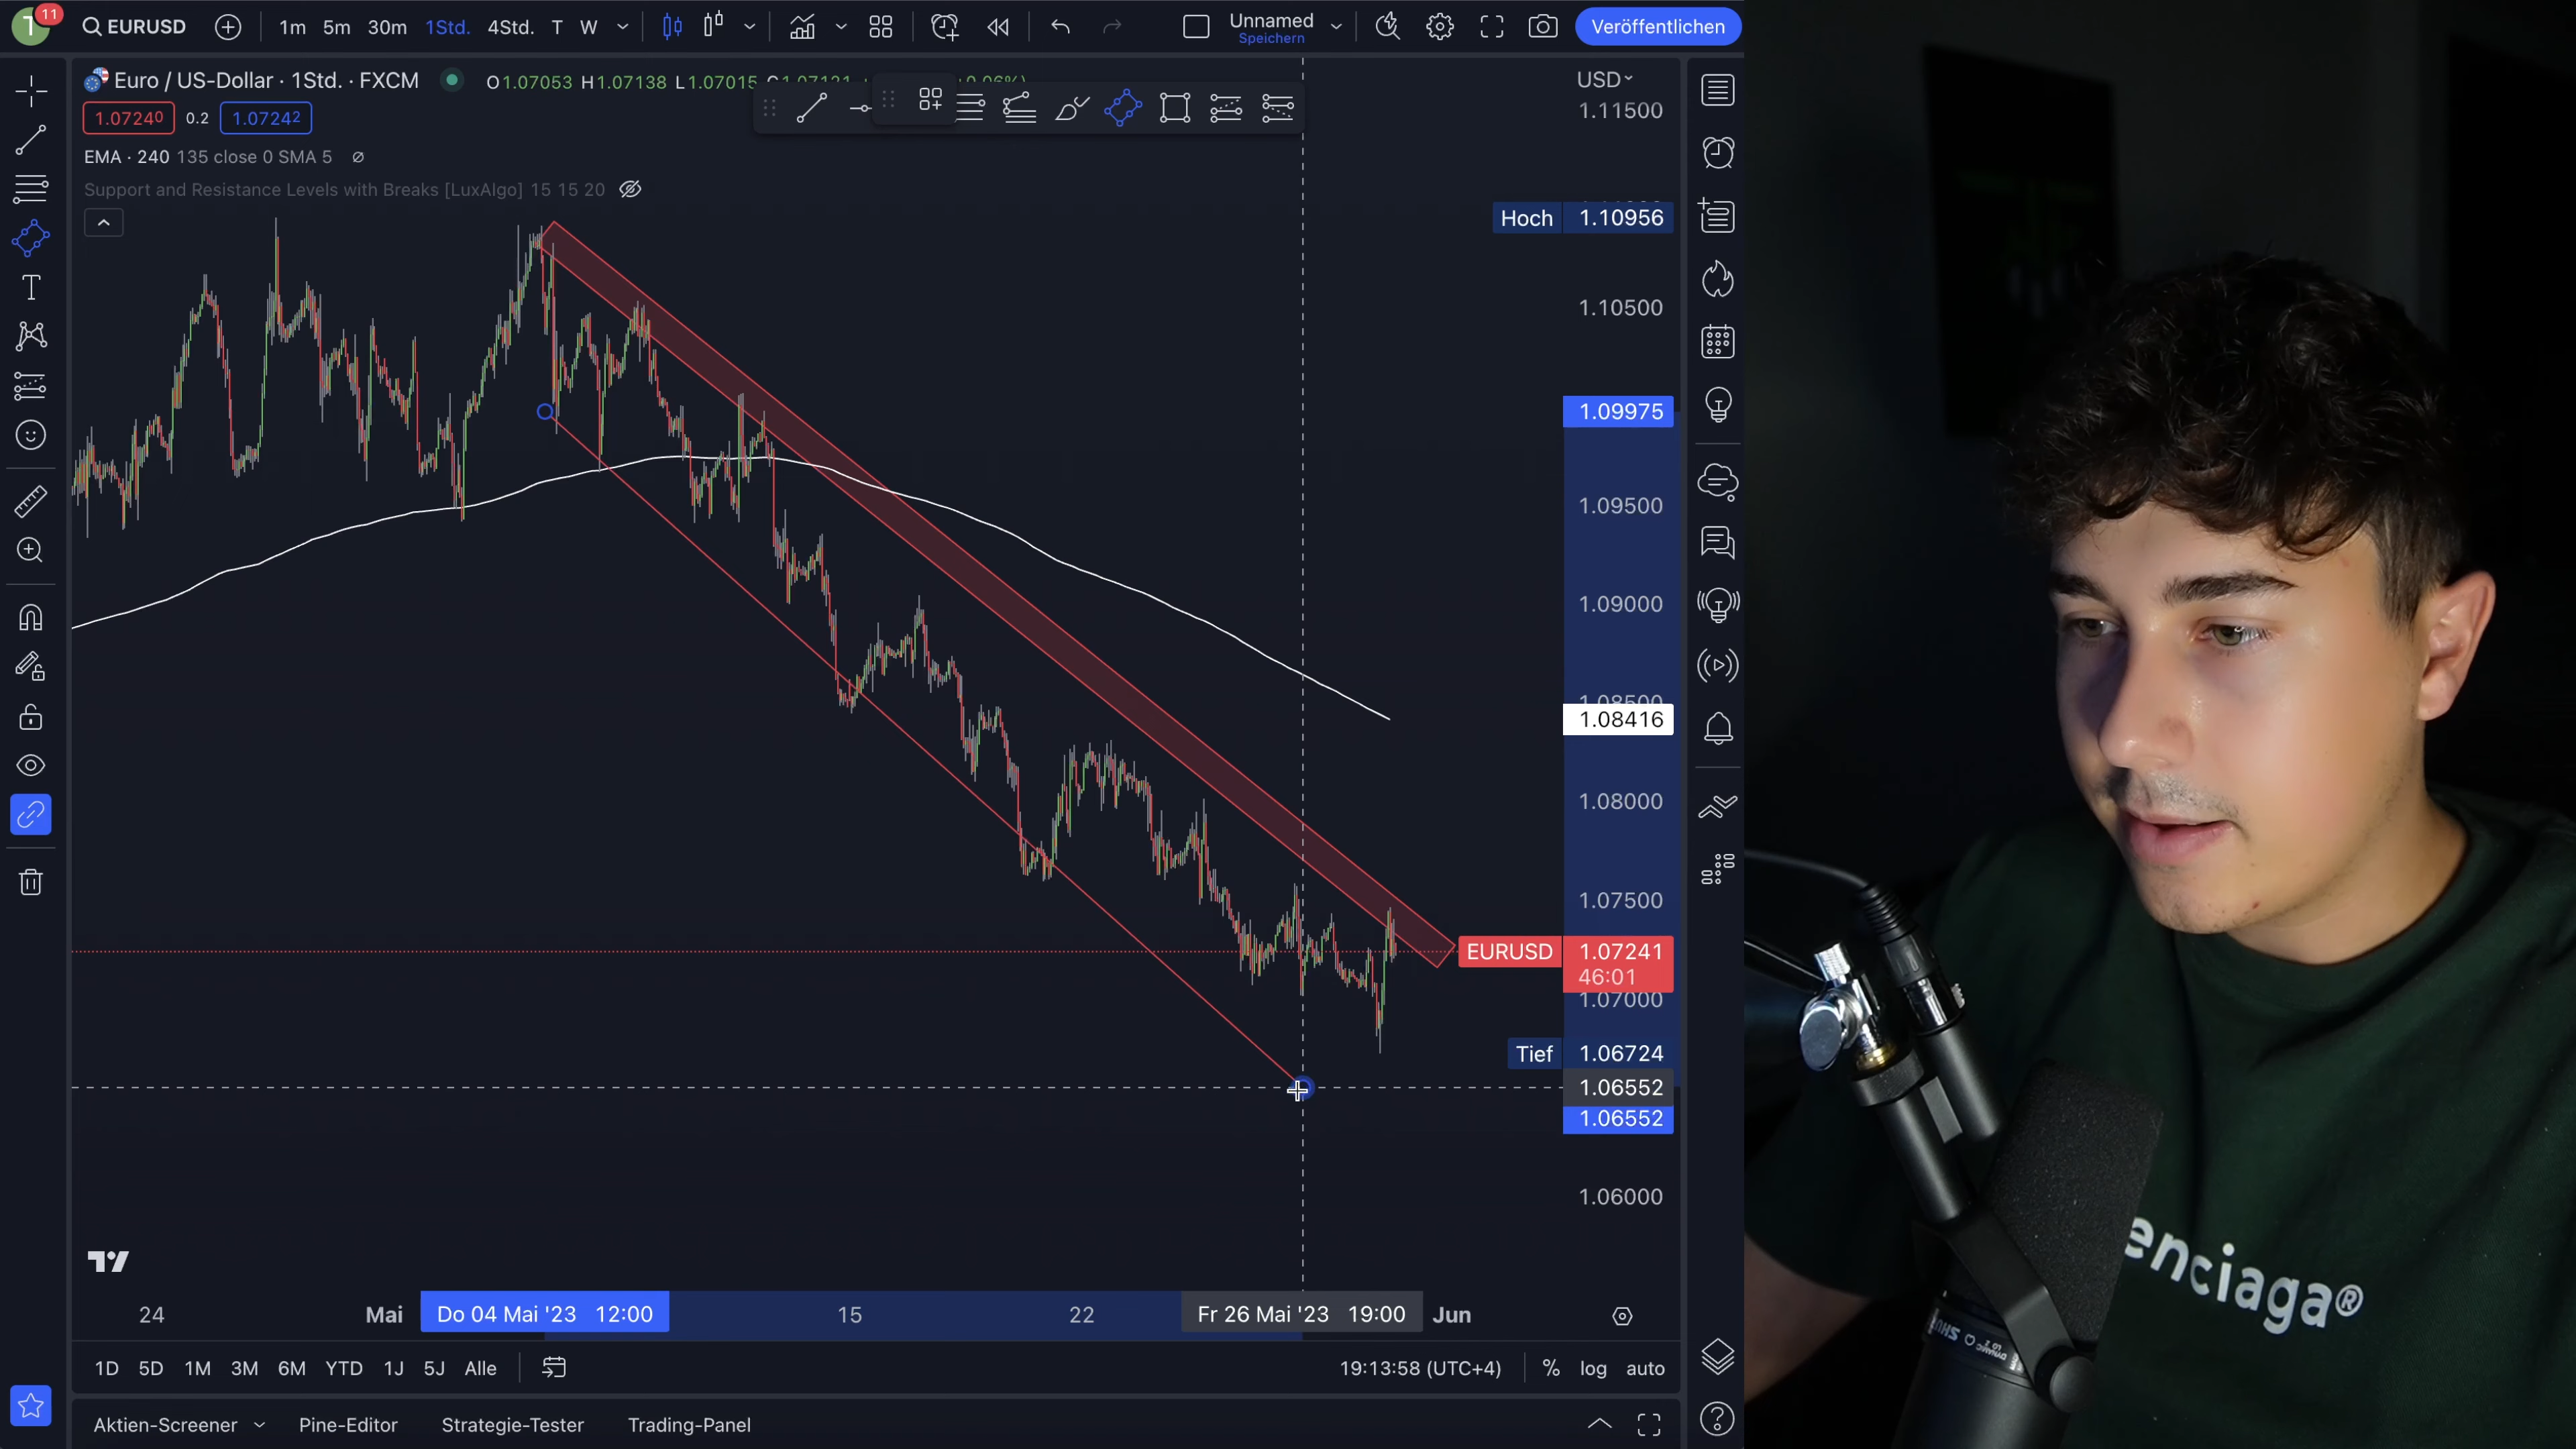 11
T
EURUSD
1m 5m 30m 1Std. 4Std. T W
Unnamed
Speichern
Veröffentlichen
Euro / US-Dollar · 1Std. · FXCM
O1.07053 H1.07138 L1.07015
USD
1.07240 0.2 1.07242
EMA · 240 135 close 0 SMA 5 ∅
Support and Resistance Levels with Breaks [LuxAlgo] 15 15 20
1.11500
Hoch 1.10956
1.10500
1.09975
1.09500
1.09000
1.08500
1.08416
1.08000
1.07500
EURUSD 1.07241
46:01
1.07000
Tief 1.06724
1.06552
1.06552
1.06000
24 Mai Do 04 Mai '23 12:00 15 22 Fr 26 Mai '23 19:00 Jun
1D 5D 1M 3M 6M YTD 1J 5J Alle
19:13:58 (UTC+4) % log auto
Aktien-Screener Pine-Editor Strategie-Tester Trading-Panel
enciaga®